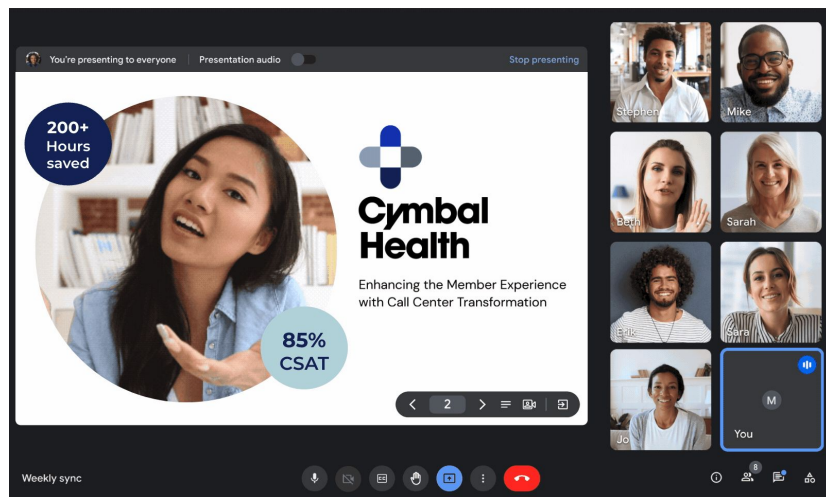 You're presenting to everyone
Presentation audio
Stop presenting
200+
Hours
saved
Cymbal
Health
Enhancing the Member Experience
with Call Center Transformation
85%
CSAT
2
Stephen
Mike
Beth
Sarah
Erik
Sara
Jo
M
You
Weekly sync
CC
8